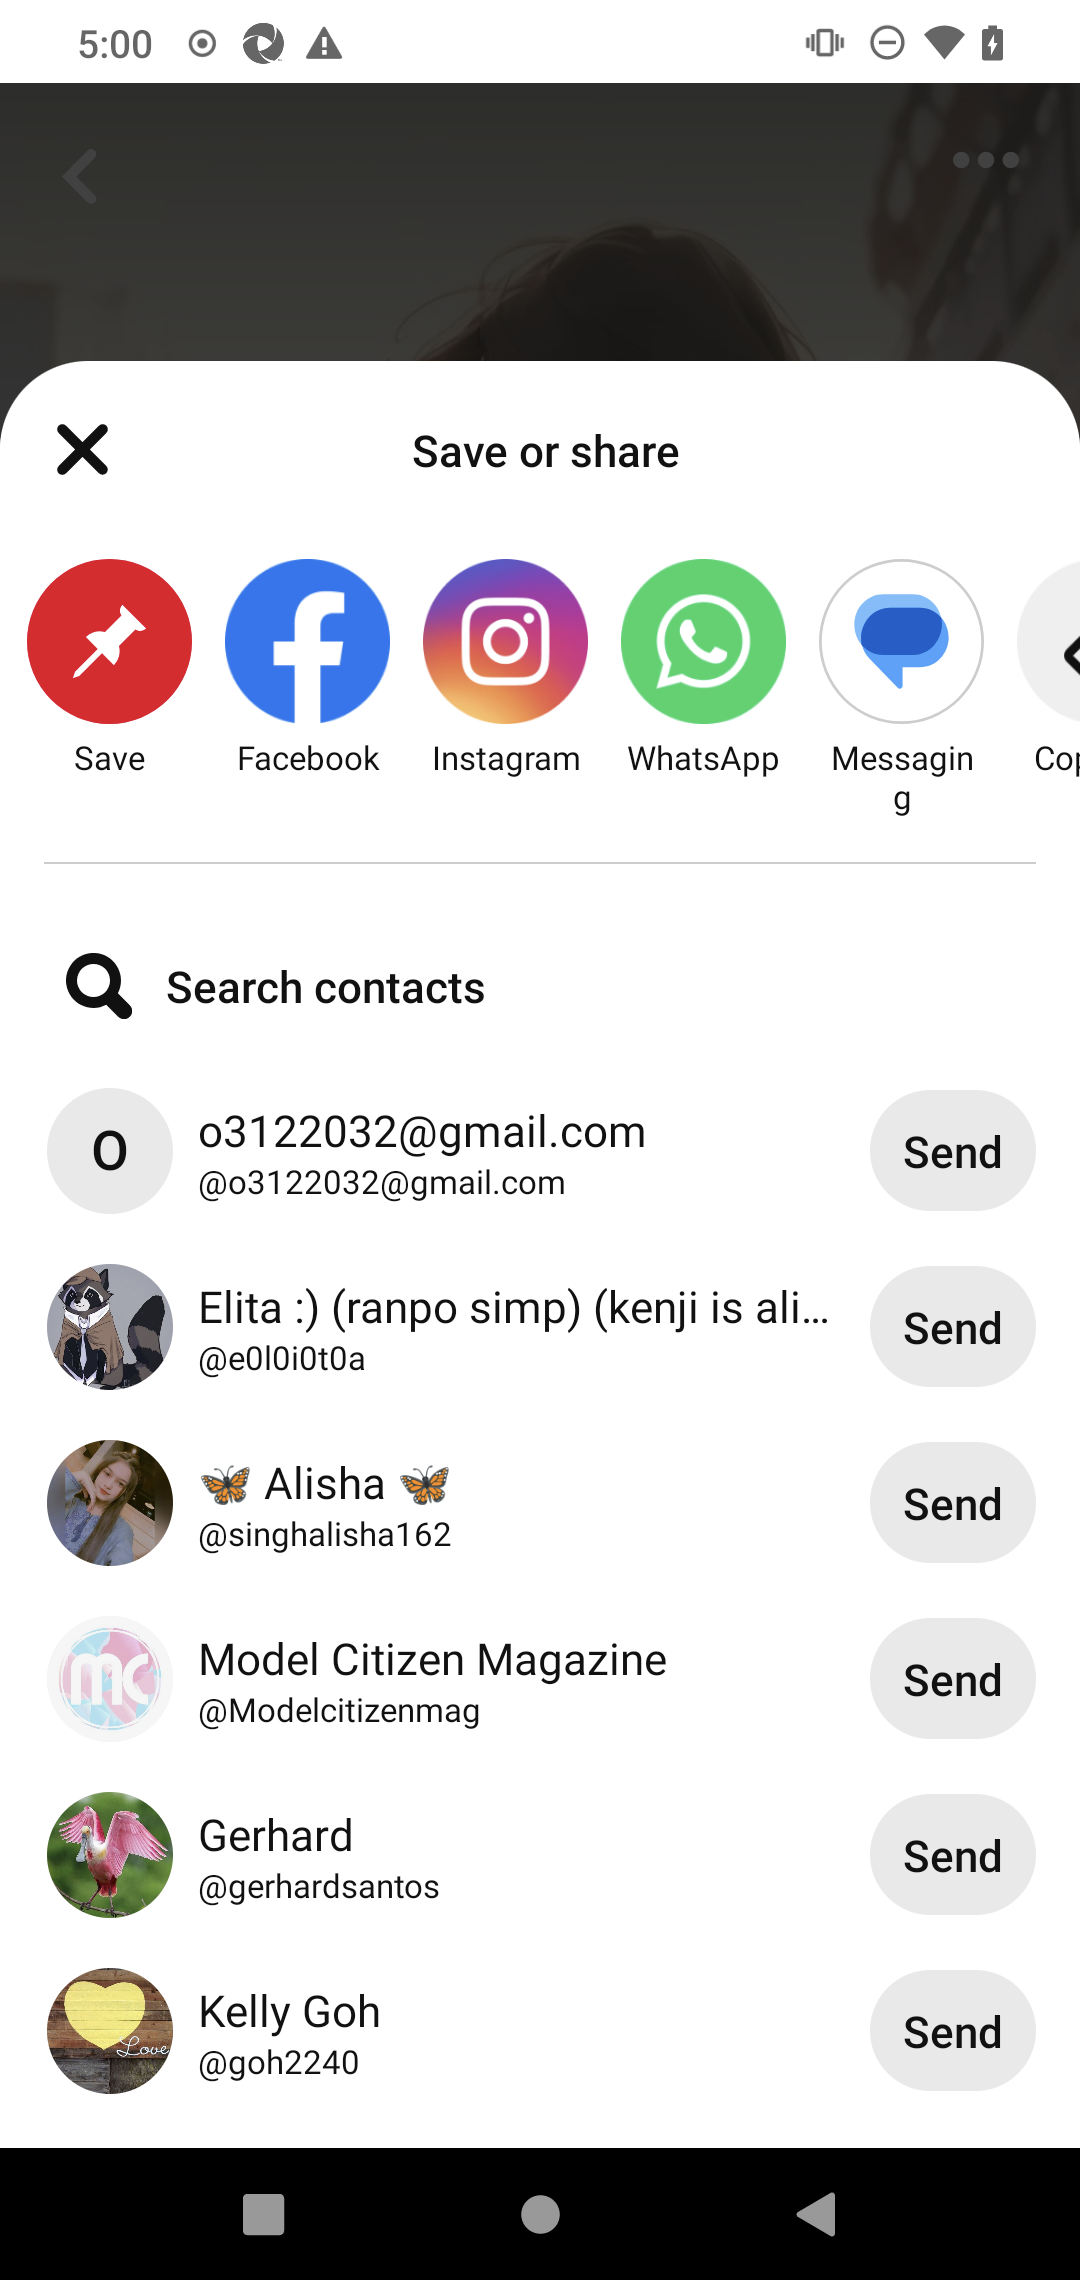 5:00
Save or share
Save
Facebook
Instagram
WhatsApp
Messagin
g
Cop
Search contacts
O
o3122032@gmail.com
@o3122032@gmail.com
Send
Elita :) (ranpo simp) (kenji is ali...
@e0l0i0t0a
Send
🦋 Alisha 🦋
@singhalisha162
Send
mc
Model Citizen Magazine
@Modelcitizenmag
Send
Gerhard
@gerhardsantos
Send
Love
Kelly Goh
@goh2240
Send